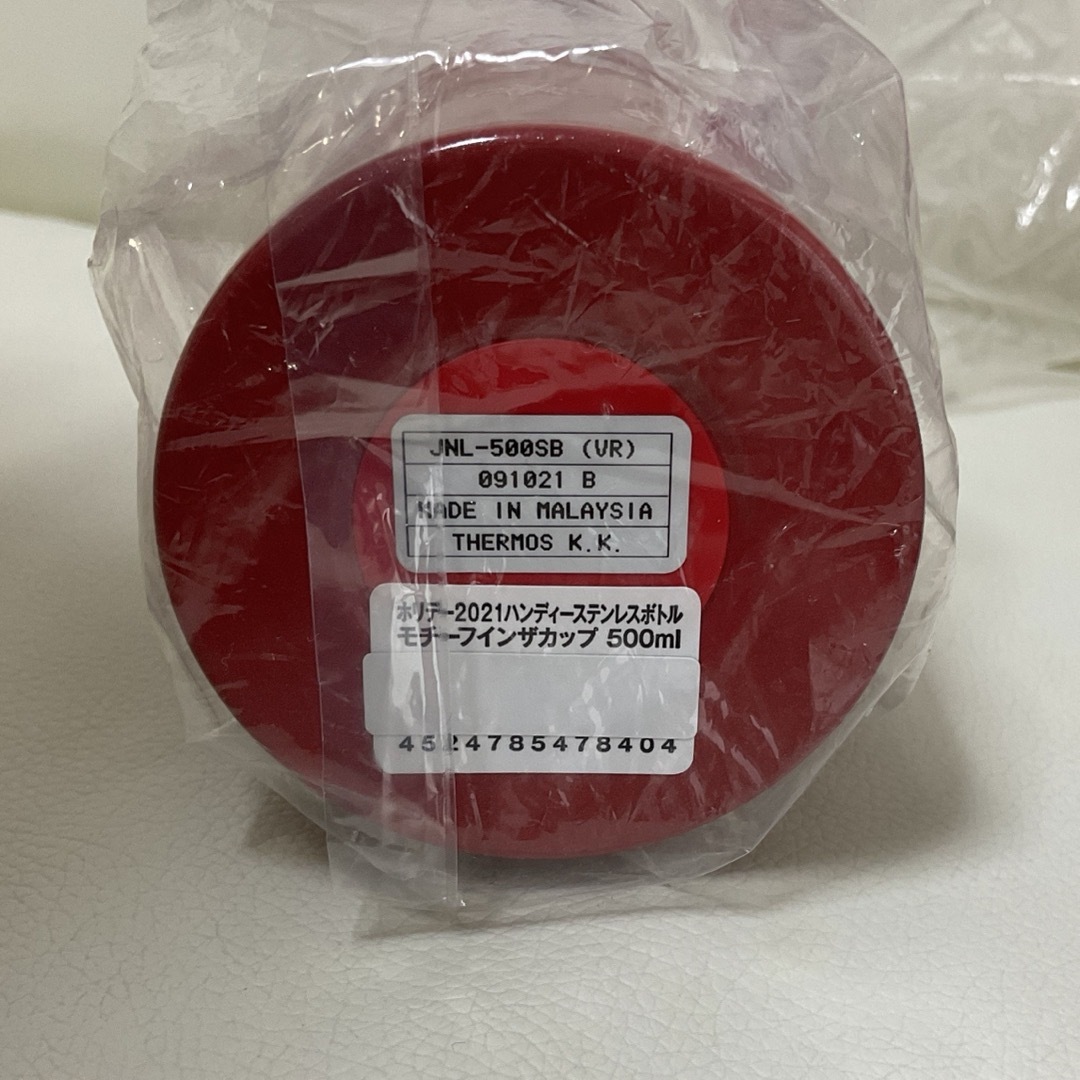 JNL-500SB (VR)
091021 B
MADE IN MALAYSIA
THERMOS K.K.
ホリデー2021ハンディーステンレスボトル
モチーフインザカップ 500ml
4524785478404